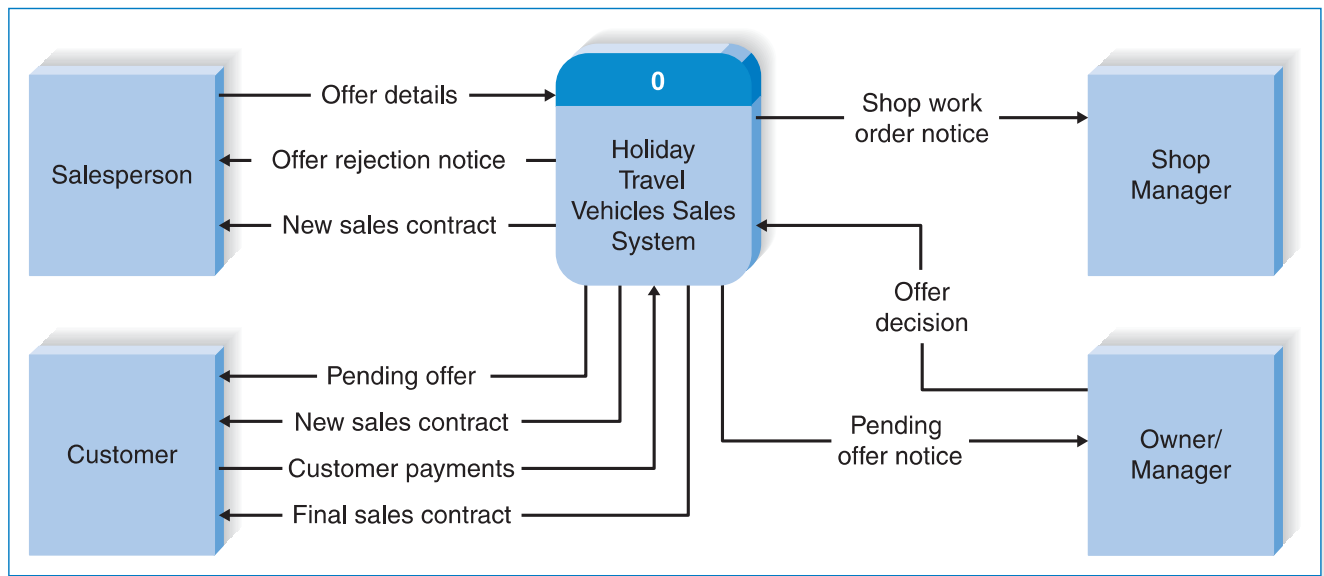 Salesperson
Offer details
Offer rejection notice
New sales contract
0
Holiday
Travel
Vehicles Sales
System
Shop work
order notice
Shop
Manager
Customer
Pending offer
New sales contract
Customer payments
Final sales contract
Offer
decision
Pending
offer notice
Owner/
Manager